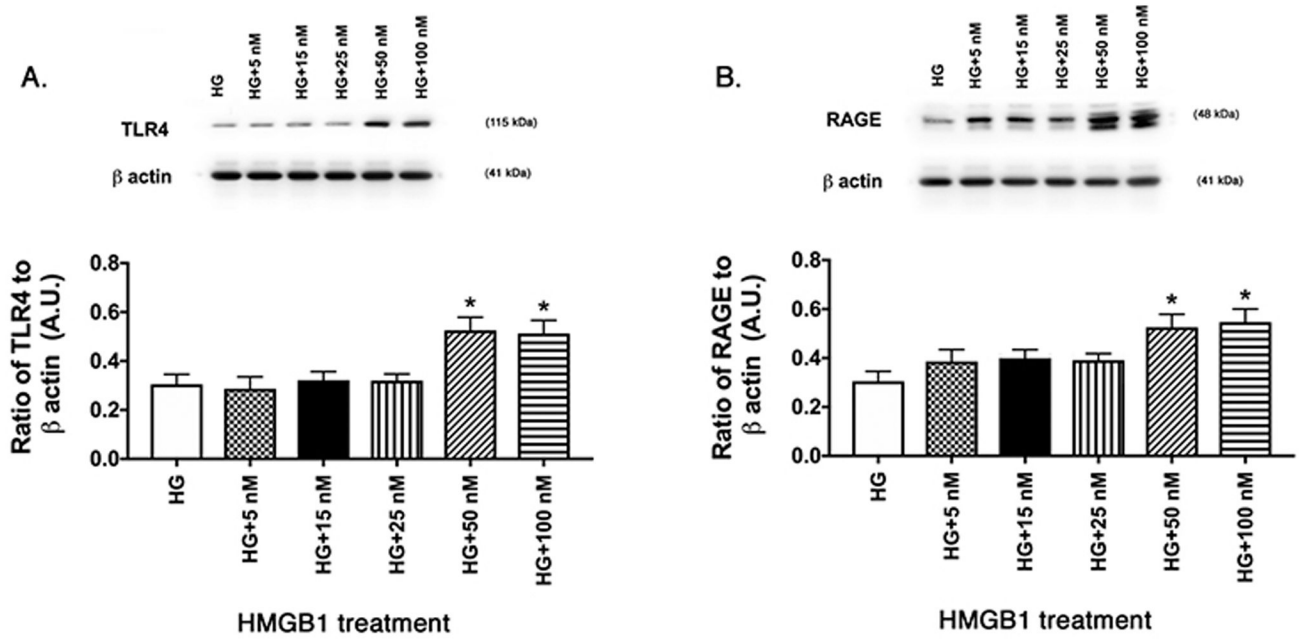 A.
HG
HG+5 nM
HG+15 nM
HG+25 nM
HG+50 nM
HG+100 nM
TLR4
(115 kDa)
β actin
(41 kDa)
Ratio of TLR4 to
β actin (A.U.)
0.8
0.6
0.4
0.2
0.0
*
*
HG
HG+5 nM
HG+15 nM
HG+25 nM
HG+50 nM
HG+100 nM
HMGB1 treatment
B.
HG
HG+5 nM
HG+15 nM
HG+25 nM
HG+50 nM
HG+100 nM
RAGE
(48 kDa)
β actin
(41 kDa)
Ratio of RAGE to
β actin (A.U.)
0.8
0.6
0.4
0.2
0.0
*
*
HG
HG+5 nM
HG+15 nM
HG+25 nM
HG+50 nM
HG+100 nM
HMGB1 treatment